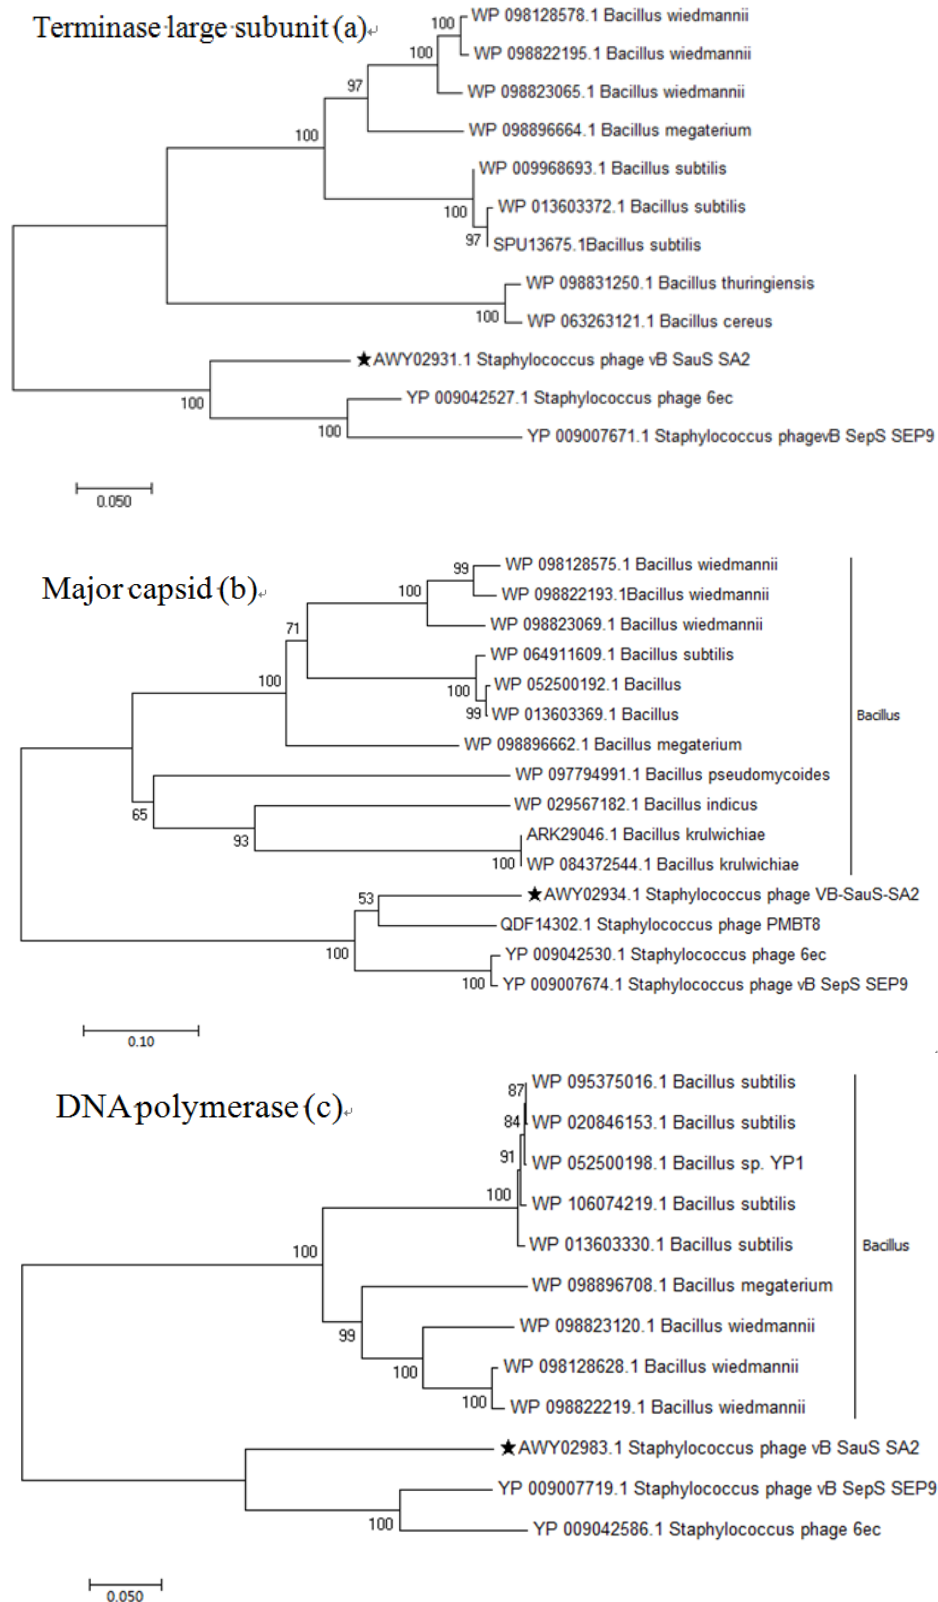 Terminase large subunit (a)
100
WP 098128578.1 Bacillus wiedmannii
100
WP 098822195.1 Bacillus wiedmannii
97
WP 098823065.1 Bacillus wiedmannii
100
WP 098896664.1 Bacillus megaterium
WP 009968693.1 Bacillus subtilis
100
WP 013603372.1 Bacillus subtilis
97
SPU13675.1Bacillus subtilis
WP 098831250.1 Bacillus thuringiensis
100
WP 063263121.1 Bacillus cereus
★AWY02931.1 Staphylococcus phage vB SauS SA2
100
YP 009042527.1 Staphylococcus phage 6ec
100
YP 009007671.1 Staphylococcus phagevB SepS SEP9
0.050
Major capsid (b)
99
WP 098128575.1 Bacillus wiedmannii
100
WP 098822193.1Bacillus wiedmannii
71
WP 098823069.1 Bacillus wiedmannii
100
WP 064911609.1 Bacillus subtilis
100
WP 052500192.1 Bacillus
99
WP 013603369.1 Bacillus
Bacillus
WP 098896662.1 Bacillus megaterium
WP 097794991.1 Bacillus pseudomycoides
65
WP 029567182.1 Bacillus indicus
93
ARK29046.1 Bacillus krulwichiae
100
WP 084372544.1 Bacillus krulwichiae
53
★AWY02934.1 Staphylococcus phage VB-SauS-SA2
QDF14302.1 Staphylococcus phage PMBT8
100
YP 009042530.1 Staphylococcus phage 6ec
100
YP 009007674.1 Staphylococcus phage vB SepS SEP9
0.10
DNA polymerase (c)
87
WP 095375016.1 Bacillus subtilis
84
WP 020846153.1 Bacillus subtilis
91
WP 052500198.1 Bacillus sp. YP1
100
WP 106074219.1 Bacillus subtilis
100
WP 013603330.1 Bacillus subtilis
Bacillus
WP 098896708.1 Bacillus megaterium
99
WP 098823120.1 Bacillus wiedmannii
100
WP 098128628.1 Bacillus wiedmannii
100
WP 098822219.1 Bacillus wiedmannii
★AWY02983.1 Staphylococcus phage vB SauS SA2
YP 009007719.1 Staphylococcus phage vB SepS SEP9
100
YP 009042586.1 Staphylococcus phage 6ec
0.050